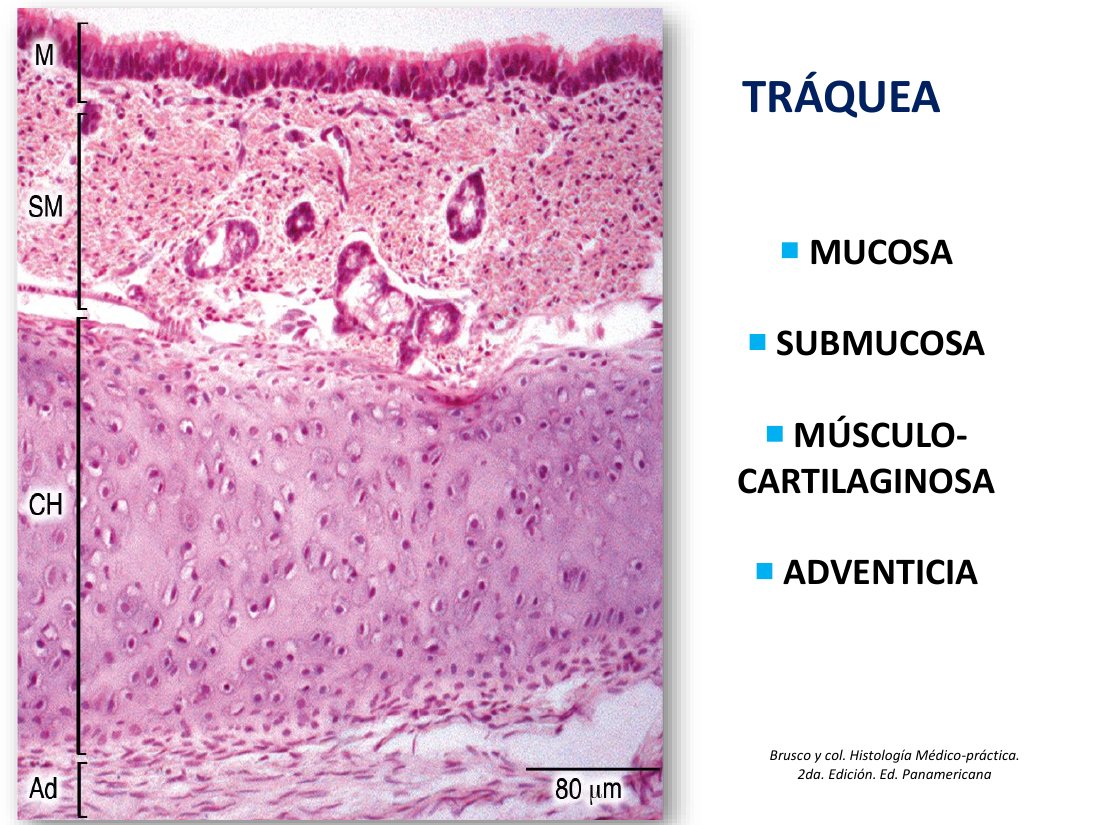 M
SM
CH
Ad
80 µm
TRÁQUEA
MUCOSA
SUBMUCOSA
MÚSCULO-
CARTILAGINOSA
ADVENTICIA
Brusco y col. Histología Médico-práctica.
2da. Edición. Ed. Panamericana